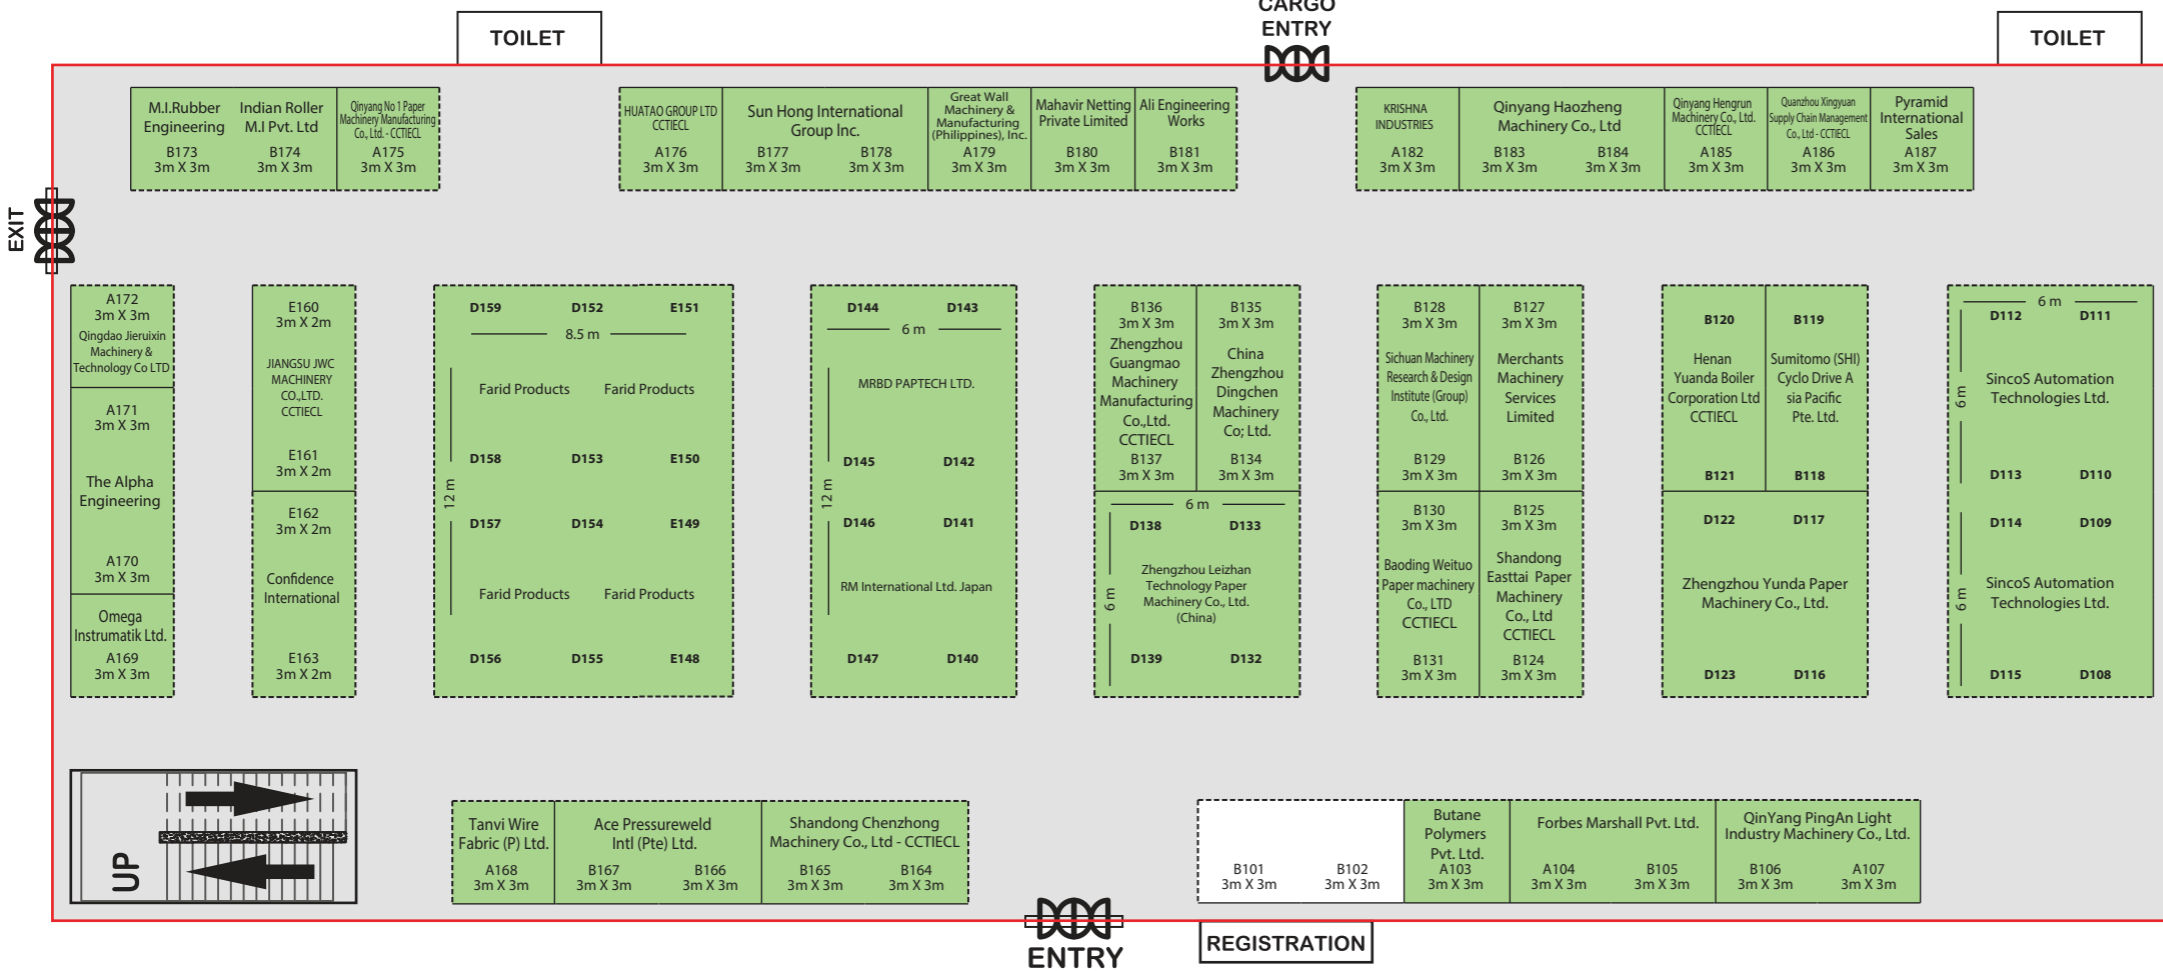 CARGO
ENTRY
TOILET
TOILET
M.I.Rubber
Engineering
B173
3m X 3m
Indian Roller
M.I Pvt. Ltd
B174
3m X 3m
Qinyang No 1 Paper
Machinery Manufacturing
Co., Ltd. - CCTIECL
A175
3m X 3m
HUATAO GROUP LTD
CCTIECL
A176
3m X 3m
Sun Hong International
Group Inc.
B177
3m X 3m
B178
3m X 3m
Great Wall
Machinery &
Manufacturing
(Philippines), Inc.
A179
3m X 3m
Mahavir Netting
Private Limited
B180
3m X 3m
Ali Engineering
Works
B181
3m X 3m
KRISHNA
INDUSTRIES
A182
3m X 3m
Qinyang Haozheng
Machinery Co., Ltd
B183
3m X 3m
B184
3m X 3m
Qinyang Hengrun
Machinery Co., Ltd.
CCTIECL
A185
3m X 3m
Quanzhou Xingyuan
Supply Chain Management
Co., Ltd - CCTIECL
A186
3m X 3m
Pyramid
International
Sales
A187
3m X 3m
EXIT
A172
3m X 3m
Qingdao Jieruixin
Machinery &
Technology Co LTD
A171
3m X 3m
The Alpha
Engineering
A170
3m X 3m
Omega
Instrumatik Ltd.
A169
3m X 3m
E160
3m X 2m
JIANGSU JWC
MACHINERY
CO.,LTD.
CCTIECL
E161
3m X 2m
E162
3m X 2m
Confidence
International
E163
3m X 2m
D159 D152 E151
8.5 m
Farid Products Farid Products
D158 D153 E150
12 m
D157 D154 E149
Farid Products Farid Products
D156 D155 E148
D144 D143
6 m
MRBD PAPTECH LTD.
D145 D142
12 m
D146 D141
RM International Ltd. Japan
D147 D140
B136
3m X 3m
Zhengzhou
Guangmao
Machinery
Manufacturing
Co.,Ltd.
CCTIECL
B137
3m X 3m
B135
3m X 3m
China
Zhengzhou
Dingchen
Machinery
Co; Ltd.
B134
3m X 3m
6 m
D138 D133
Zhengzhou Leizhan
Technology Paper
Machinery Co., Ltd.
(China)
6 m
D139 D132
B128
3m X 3m
Sichuan Machinery
Research & Design
Institute (Group)
Co., Ltd.
B129
3m X 3m
B127
3m X 3m
Merchants
Machinery
Services
Limited
B126
3m X 3m
B130
3m X 3m
Baoding Weituo
Paper machinery
Co., LTD
CCTIECL
B131
3m X 3m
B125
3m X 3m
Shandong
Easttai Paper
Machinery
Co., Ltd
CCTIECL
B124
3m X 3m
B120
Henan
Yuanda Boiler
Corporation Ltd
CCTIECL
B121
B119
Sumitomo (SHI)
Cyclo Drive A
sia Pacific
Pte. Ltd.
B118
D122 D117
Zhengzhou Yunda Paper
Machinery Co., Ltd.
D123 D116
6 m
D112 D111
SincoS Automation
Technologies Ltd.
6 m
D113 D110
D114 D109
SincoS Automation
Technologies Ltd.
6 m
D115 D108
UP
Tanvi Wire
Fabric (P) Ltd.
A168
3m X 3m
Ace Pressureweld
Intl (Pte) Ltd.
B167
3m X 3m
B166
3m X 3m
Shandong Chenzhong
Machinery Co., Ltd - CCTIECL
B165
3m X 3m
B164
3m X 3m
B101
3m X 3m
B102
3m X 3m
Butane
Polymers
Pvt. Ltd.
A103
3m X 3m
Forbes Marshall Pvt. Ltd.
A104
3m X 3m
B105
3m X 3m
QinYang PingAn Light
Industry Machinery Co., Ltd.
B106
3m X 3m
A107
3m X 3m
ENTRY
REGISTRATION